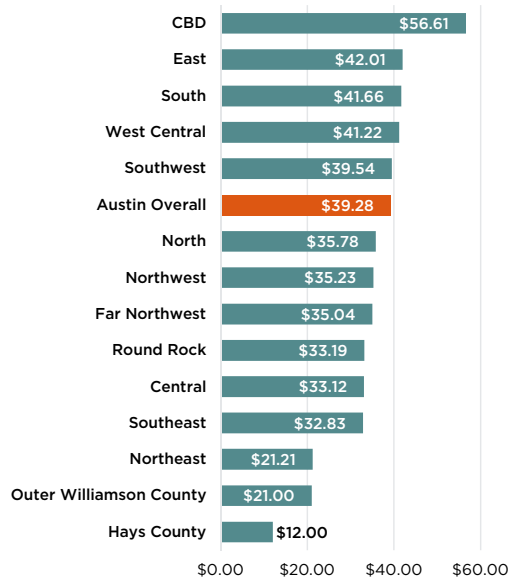 CBD $56.61
East $42.01
South $41.66
West Central $41.22
Southwest $39.54
Austin Overall $39.28
North $35.78
Northwest $35.23
Far Northwest $35.04
Round Rock $33.19
Central $33.12
Southeast $32.83
Northeast $21.21
Outer Williamson County $21.00
Hays County $12.00
$0.00 $20.00 $40.00 $60.00